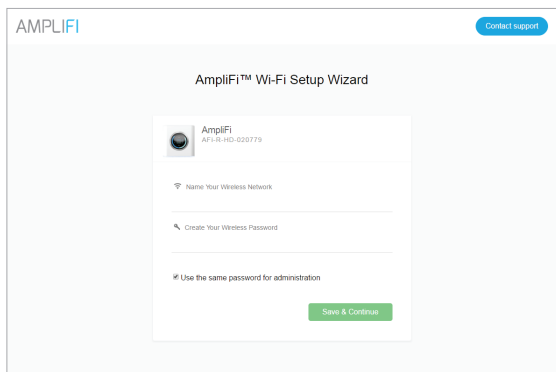 AMPLIFI
Contact support
AmpliFi™ Wi-Fi Setup Wizard
AmpliFi
AFi-R-HD-020779
Name Your Wireless Network
Create Your Wireless Password
Use the same password for administration
Save & Continue